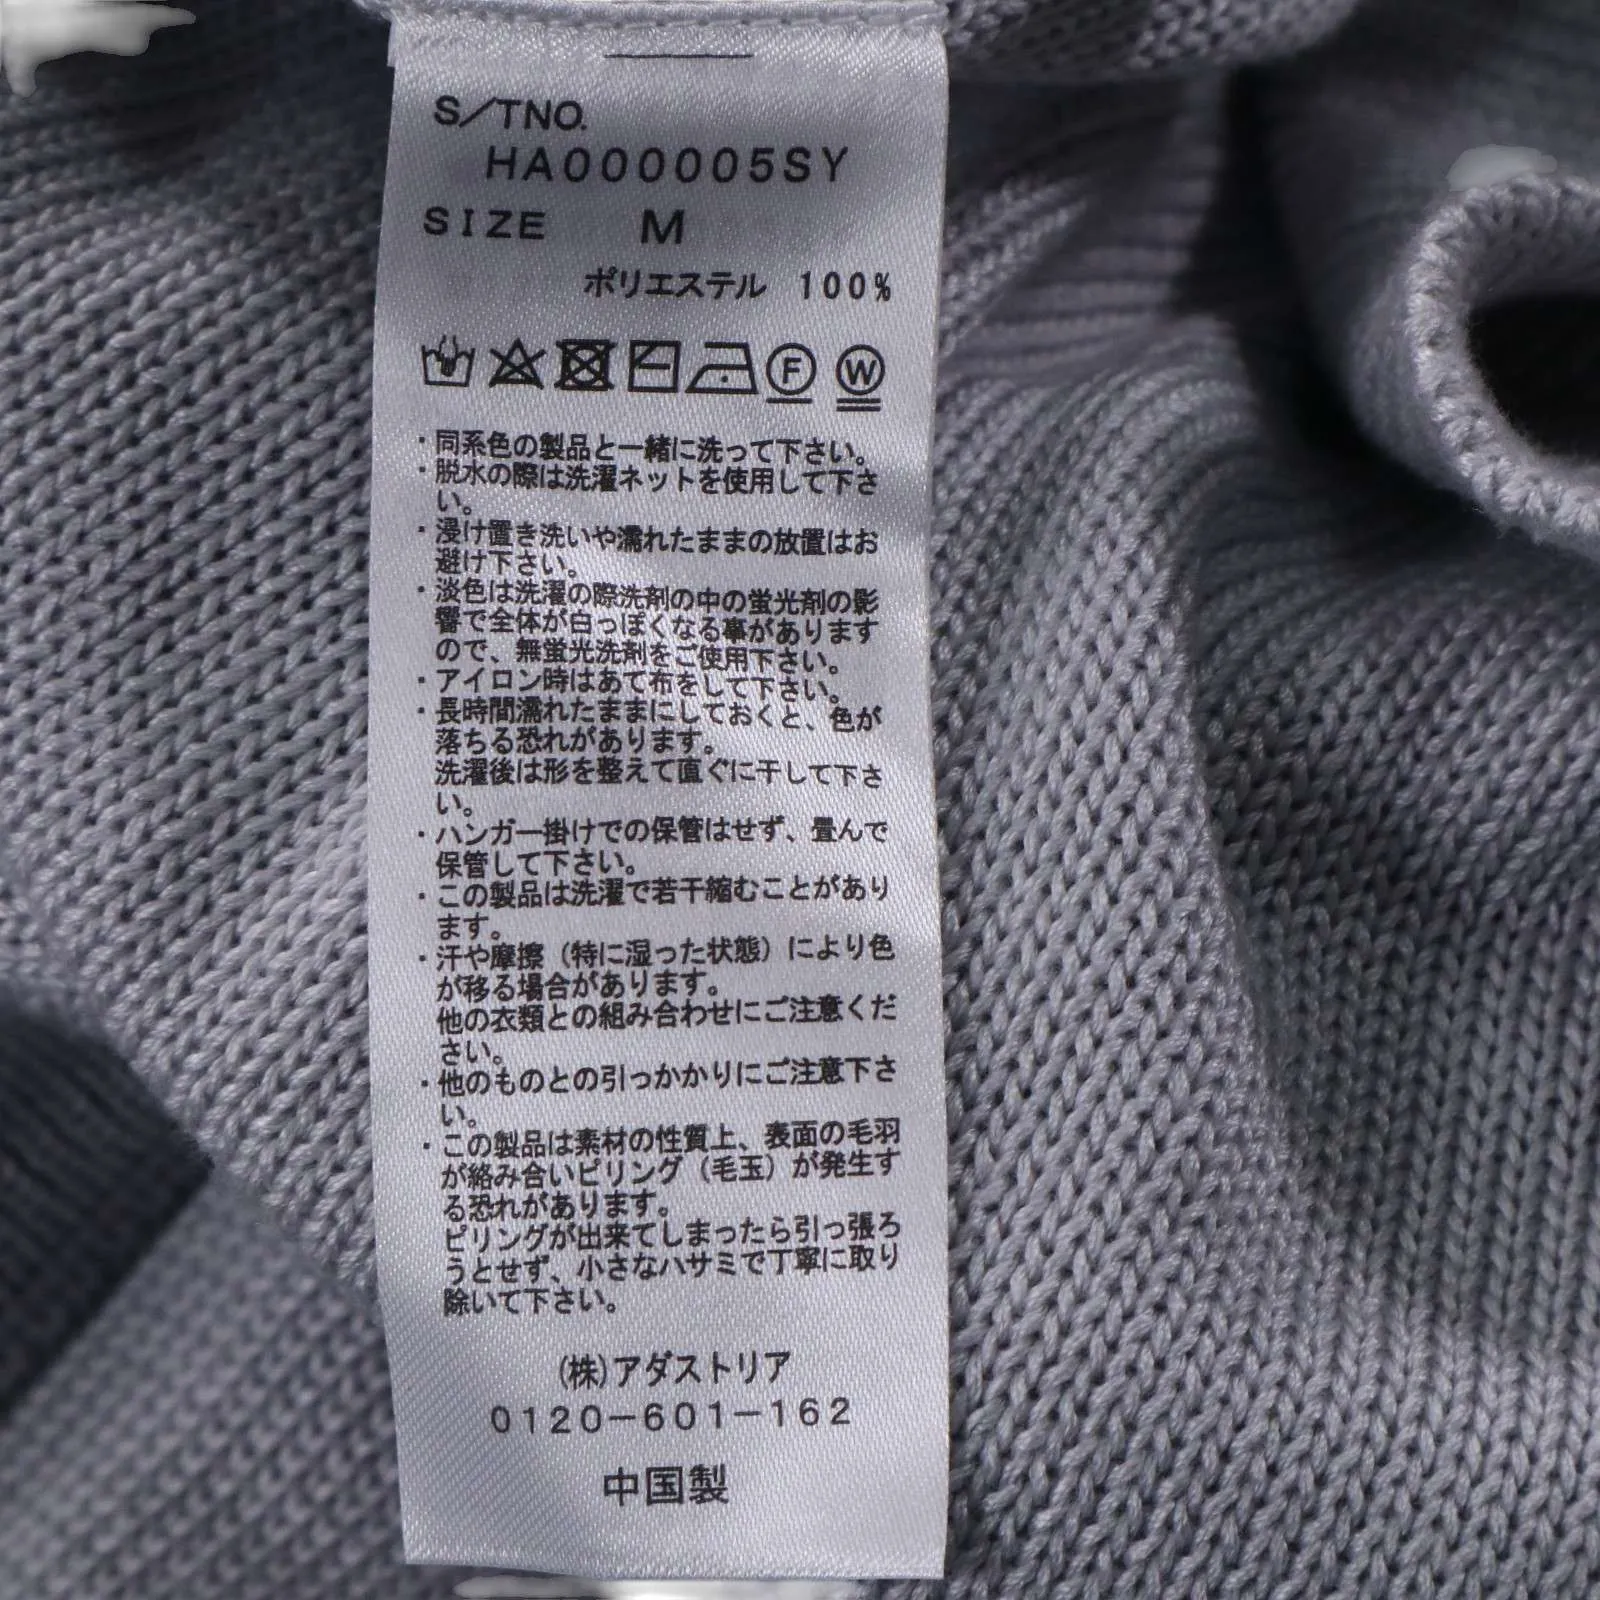 S/TNO.
HA000005SY
SIZE M
ポリエステル 100%
F W
・同系色の製品と一緒に洗って下さい。
・脱水の際は洗濯ネットを使用して下さ
い。
・浸け置き洗いや濡れたままの放置はお
避け下さい。
・淡色は洗濯の際洗剤の中の蛍光剤の影
響で全体が白っぽくなる事があります
ので、無蛍光洗剤をご使用下さい。
・アイロン時はあて布をして下さい。
・長時間濡れたままにしておくと、色が
落ちる恐れがあります。
洗濯後は形を整えて直ぐに干して下さ
い。
・ハンガー掛けでの保管はせず、畳んで
保管して下さい。
・この製品は洗濯で若干縮むことがあり
ます。
・汗や摩擦（特に湿った状態）により色
が移る場合があります。
他の衣類との組み合わせにご注意くだ
さい。
・他のものとの引っかかりにご注意下さ
い。
・この製品は素材の性質上、表面の毛羽
が絡み合いピリング（毛玉）が発生す
る恐れがあります。
ピリングが出来てしまったら引っ張ろ
うとせず、小さなハサミで丁寧に取り
除いて下さい。
(株)アダストリア
0120-601-162
中国製